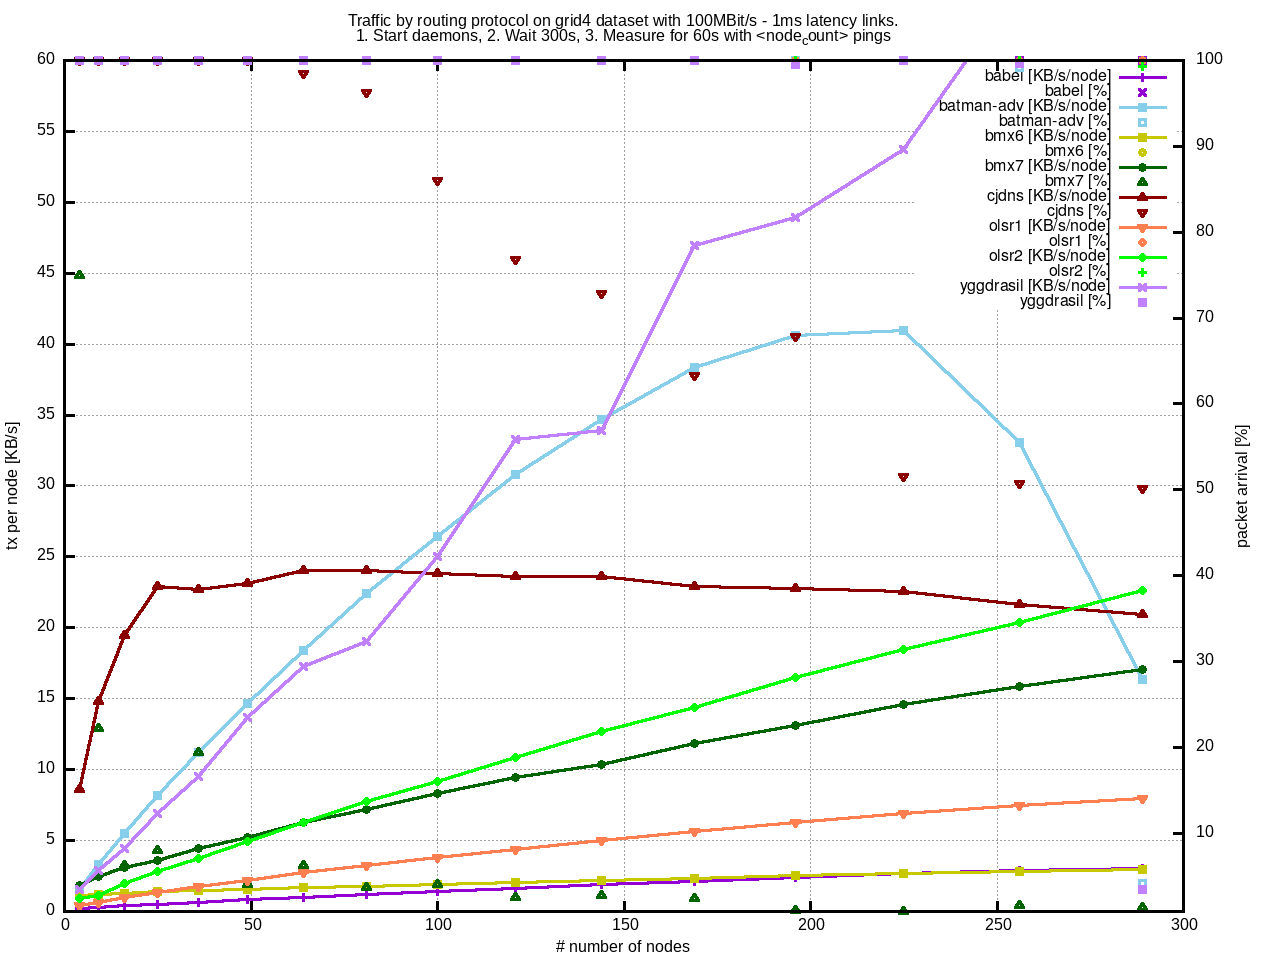 Traffic by routing protocol on grid4 dataset with 100MBit/s - 1ms latency links.
1. Start daemons, 2. Wait 300s, 3. Measure for 60s with <node_count> pings
60
55
50
45
40
35
30
25
20
15
10
5
0
tx per node [KB/s]
100
90
80
70
60
50
40
30
20
10
packet arrival [%]
babel [KB/s/node]
babel [%]
batman-adv [KB/s/node]
batman-adv [%]
bmx6 [KB/s/node]
bmx6 [%]
bmx7 [KB/s/node]
bmx7 [%]
cjdns [KB/s/node]
cjdns [%]
olsr1 [KB/s/node]
olsr1 [%]
olsr2 [KB/s/node]
olsr2 [%]
yggdrasil [KB/s/node]
yggdrasil [%]
0 50 100 150 200 250 300
# number of nodes